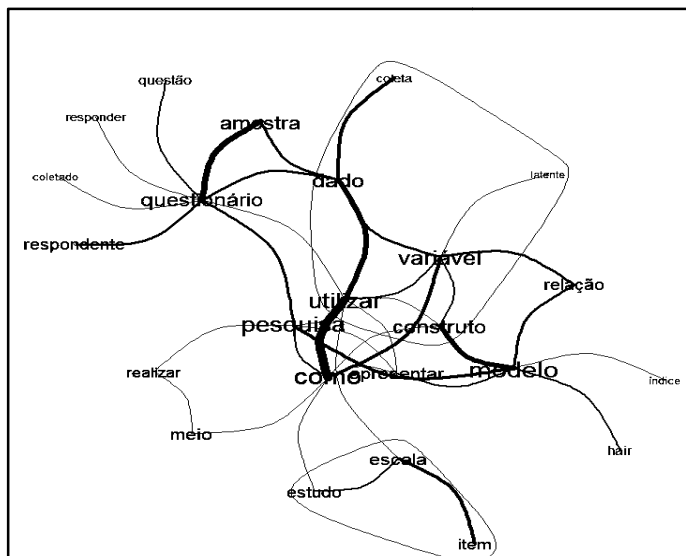 coleta
questão
responder
amostra
coletado
dado
latente
questionário
respondente
variável
relação
utilizar
pesquisa
construto
realizar
como
apresentar
modelo
índice
meio
hair
escala
estudo
item